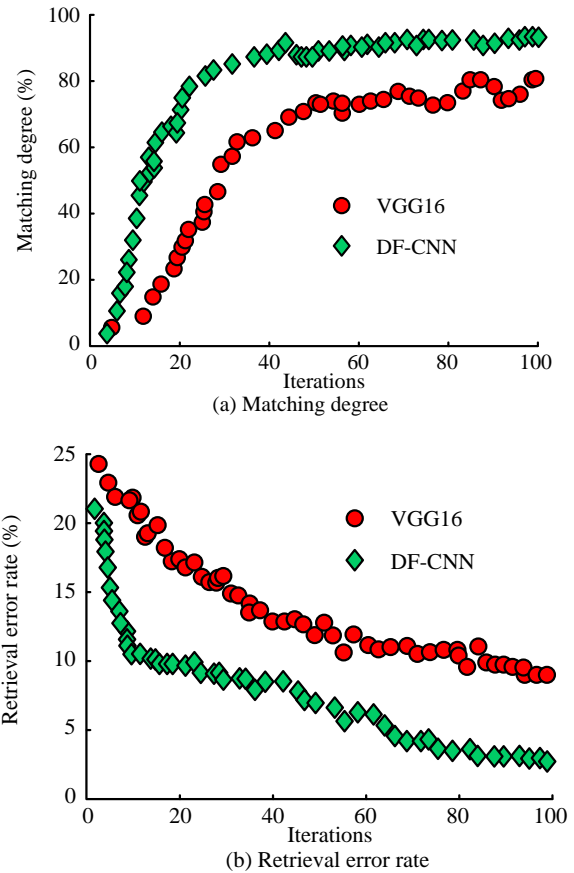 Matching degree (%)
100
80
60
40
20
0
VGG16
DF-CNN
0 20 40 60 80 100
Iterations
(a) Matching degree
Retrieval error rate (%)
25
20
15
10
5
0
VGG16
DF-CNN
0 20 40 60 80 100
Iterations
(b) Retrieval error rate